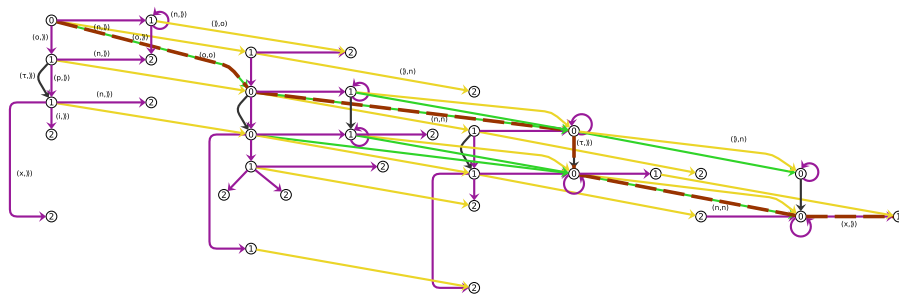 0 1 (n,⦈)
(⦈,o)
(n,⦈)
(o,⦈) (o,⦈)
1 2
(n,⦈) (o,o)
1 2
(⦈,n)
(τ,⦈) (p,⦈)
0 1 2
(n,⦈)
1 2
(i,⦈)
(n,n)
1 0
2 0 1 2
(⦈,n)
(τ,⦈)
1 2
(x,⦈)
1 0 1 2 0
2 2
2
(n,n)
2 2 0 1
(x,⦈)
1
2